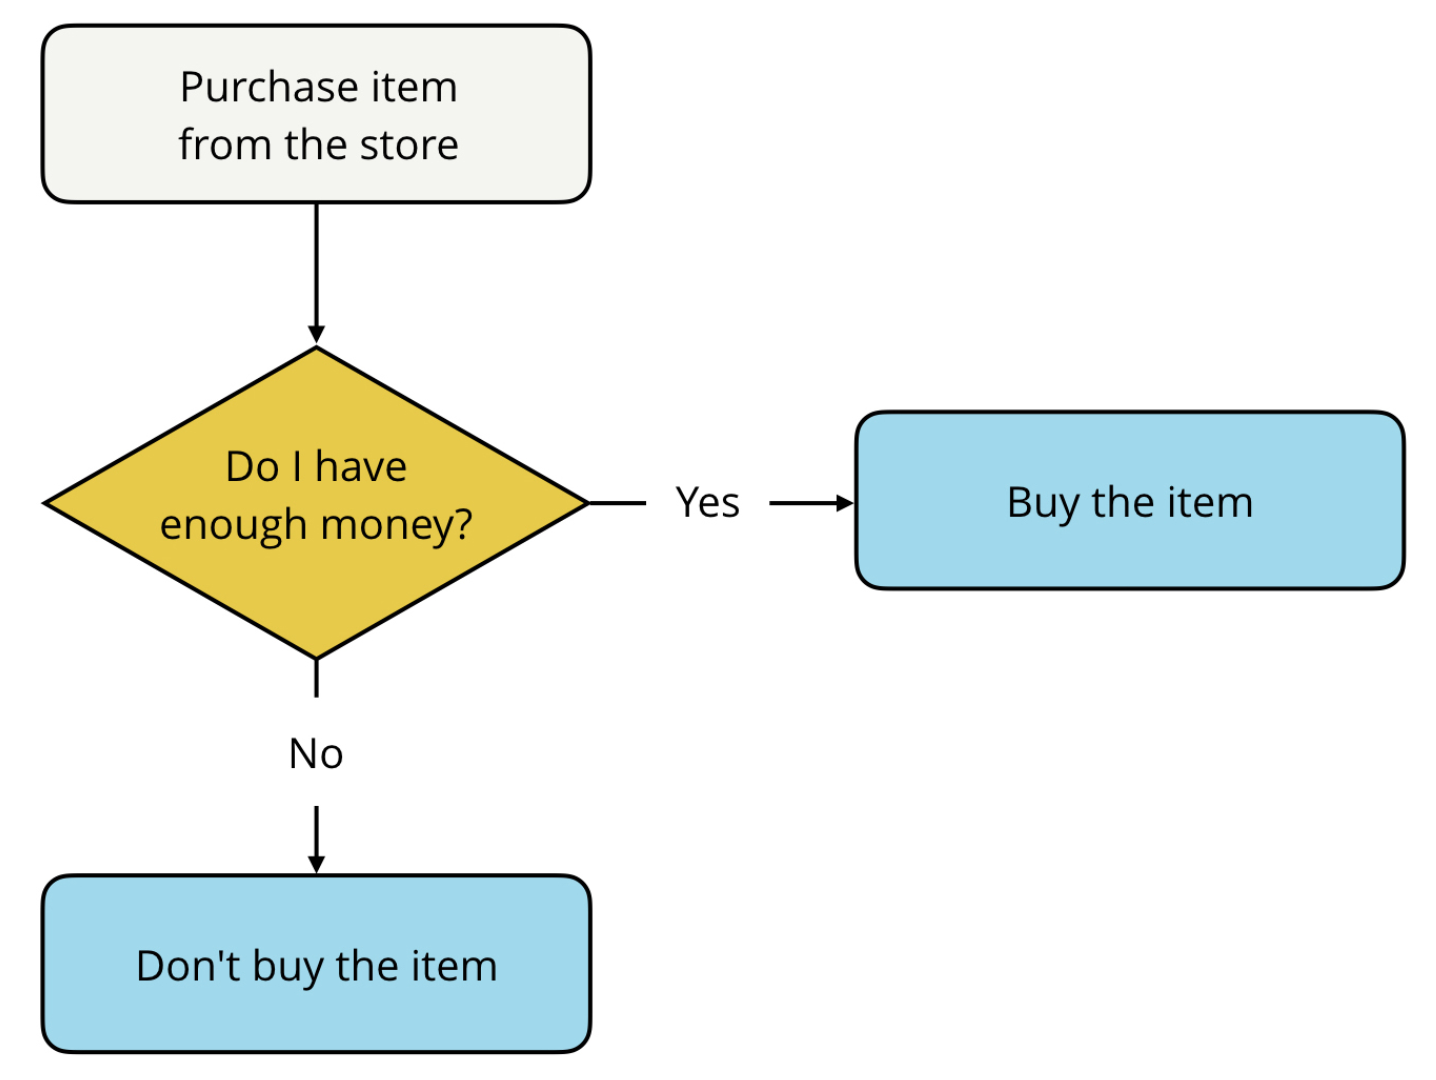 Purchase item
from the store
Do I have
enough money?
Yes
Buy the item
No
Don't buy the item